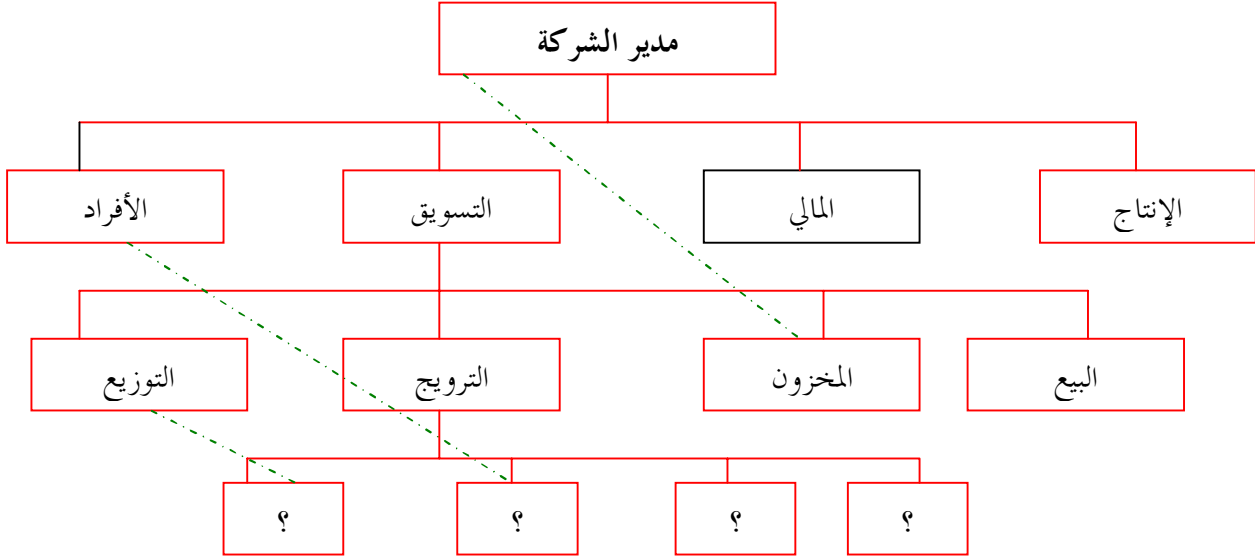 مدير الشركة
الإنتاج
المالي
التسويق
الأفراد
البيع
المخزون
الترويج
التوزيع
؟
؟
؟
؟